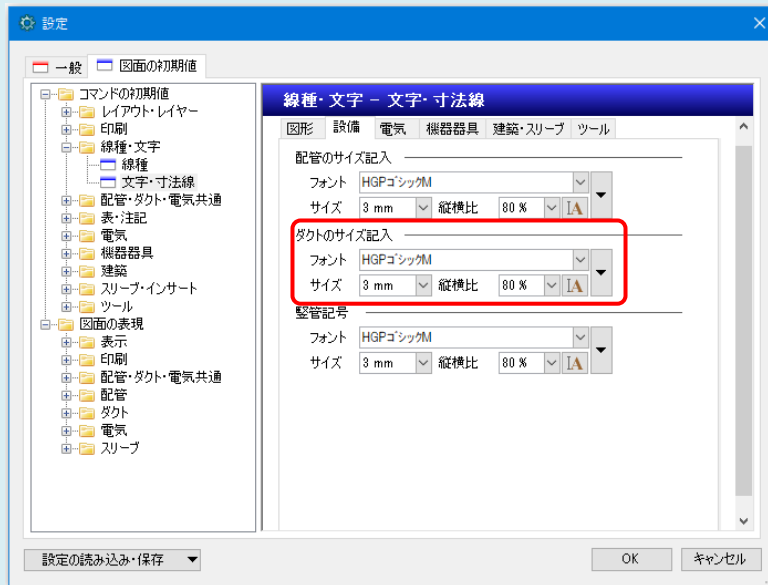 設定
一般
図面の初期値
コマンドの初期値
レイアウト・レイヤー
印刷
線種・文字
線種
文字・寸法線
配管・ダクト・電気共通
表・注記
電気
機器器具
建築
スリーブ・インサート
ツール
図面の表現
表示
印刷
配管・ダクト・電気共通
配管
ダクト
電気
スリーブ
線種・文字 − 文字・寸法線
図形 設備 電気 機器器具 建築・スリーブ ツール
配管のサイズ記入
フォント HGPゴシックM
サイズ 3 mm 縦横比 80 % IA
ダクトのサイズ記入
フォント HGPゴシックM
サイズ 3 mm 縦横比 80 % IA
竪管記号
フォント HGPゴシックM
サイズ 3 mm 縦横比 80 % IA
設定の読み込み・保存
OK
キャンセル